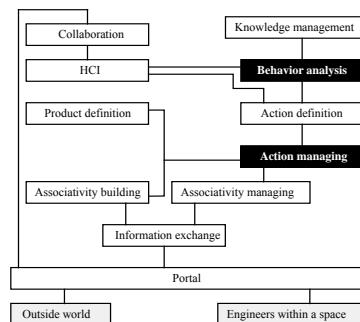 Collaboration
Knowledge management
HCI
Behavior analysis
Product definition
Action definition
Action managing
Associativity building
Associativity managing
Information exchange
Portal
Outside world
Engineers within a space